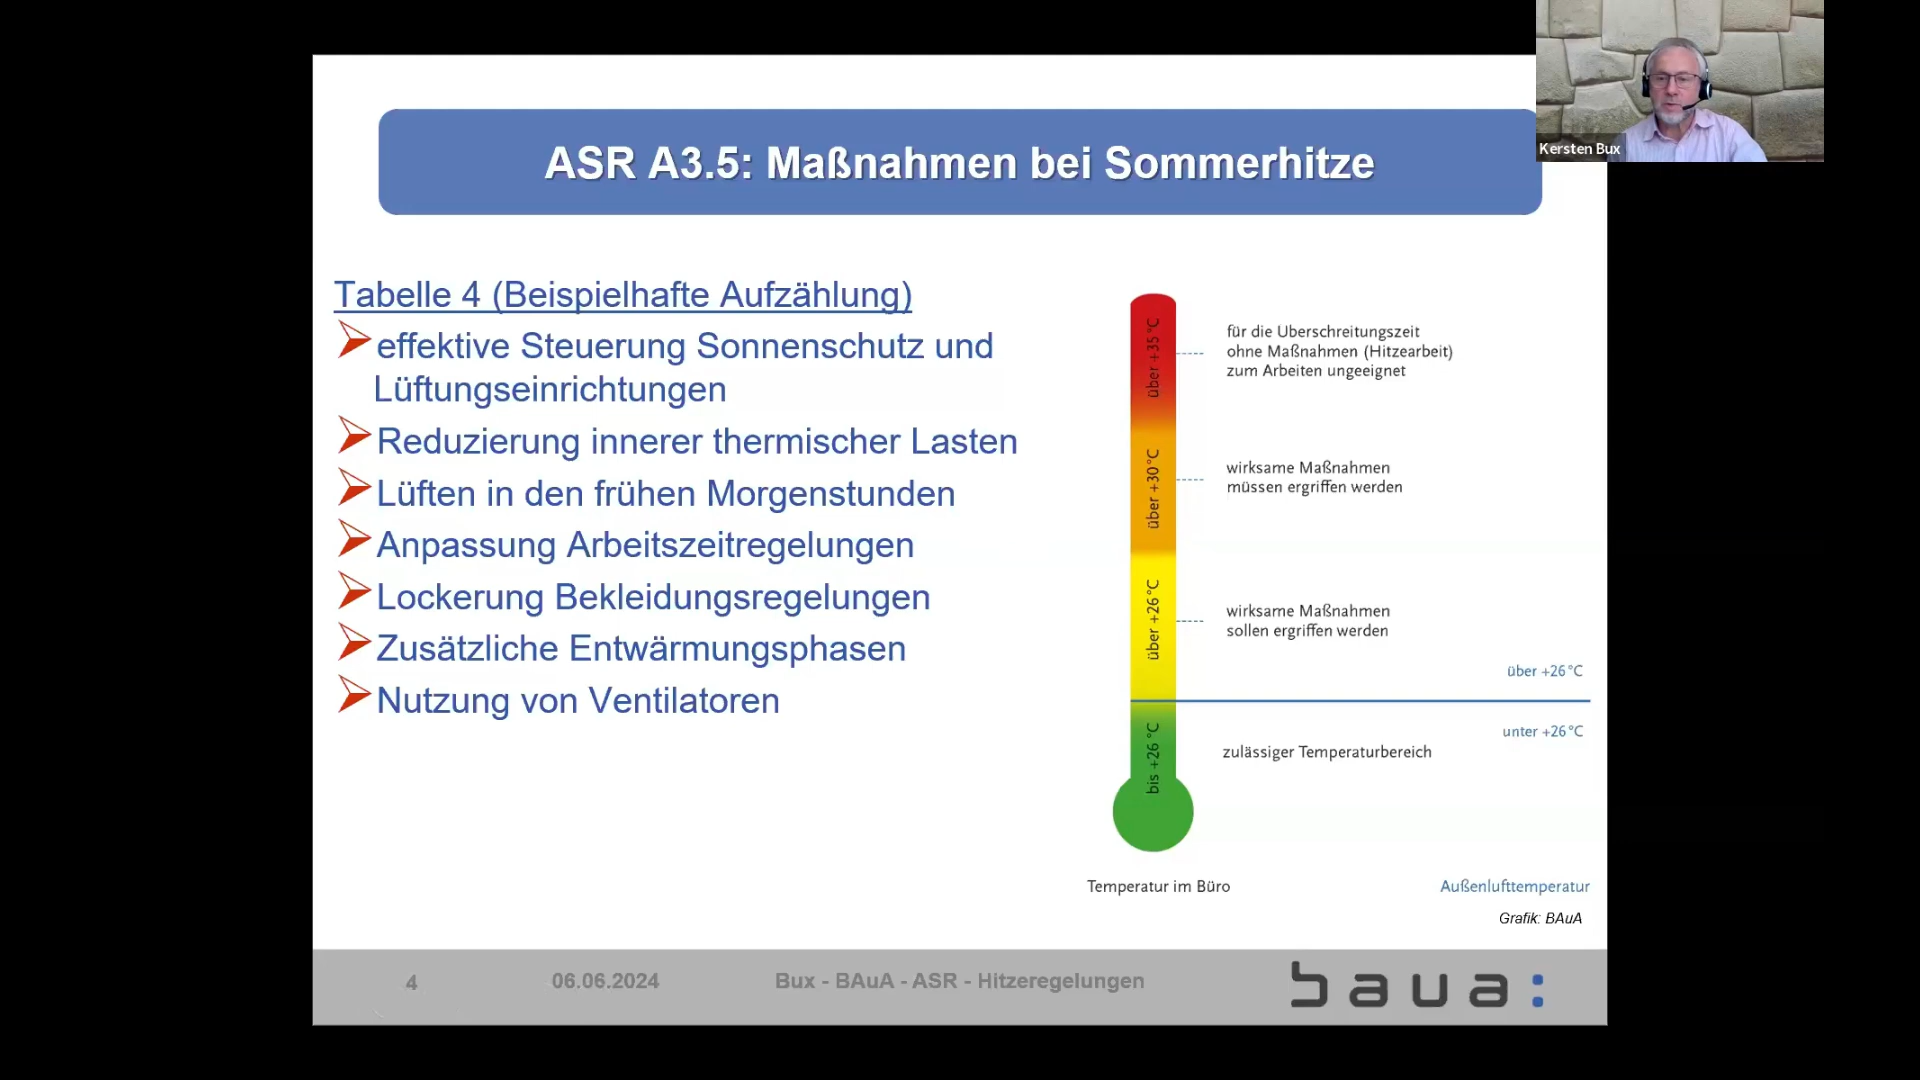 ASR A3.5: Maßnahmen bei Sommerhitze
Kersten Bux
Tabelle 4 (Beispielhafte Aufzählung)
effektive Steuerung Sonnenschutz und
Lüftungseinrichtungen
Reduzierung innerer thermischer Lasten
Lüften in den frühen Morgenstunden
Anpassung Arbeitszeitregelungen
Lockerung Bekleidungsregelungen
Zusätzliche Entwärmungsphasen
Nutzung von Ventilatoren
über +35 °C
für die Überschreitungszeit
ohne Maßnahmen (Hitzearbeit)
zum Arbeiten ungeeignet
über +30 °C
wirksame Maßnahmen
müssen ergriffen werden
über +26 °C
wirksame Maßnahmen
sollen ergriffen werden
über +26 °C
unter +26 °C
bis +26 °C
zulässiger Temperaturbereich
Temperatur im Büro
Außenlufttemperatur
Grafik: BAuA
4
06.06.2024
Bux - BAuA - ASR - Hitzeregelungen
baua: